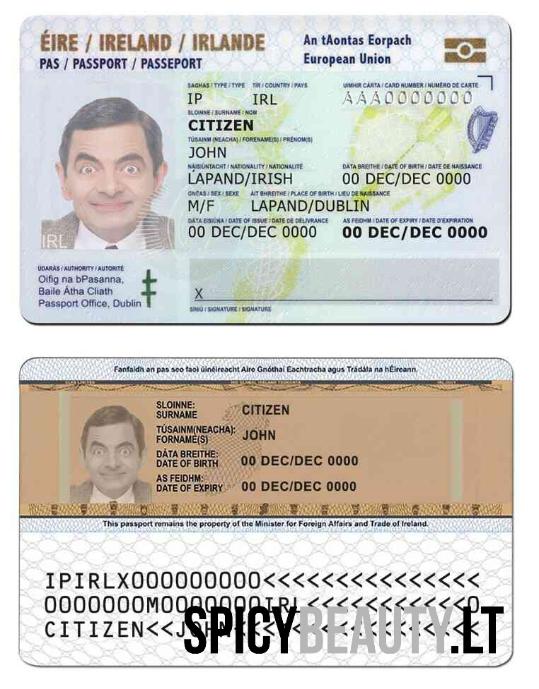 ÉIRE / IRELAND / IRLANDE
PAS / PASSPORT / PASSEPORT
An tAontas Eorpach
European Union
SAGHAS / TYPE / TYPE TÍR / COUNTRY / PAYS UIMHIR CÁRTA / CARD NUMBER / NUMÉRO DE CARTE
IP IRL AAA0000000
SLOINNE / SURNAME / NOM
CITIZEN
TÚSAINM (NEACHA) / FORENAME(S) / PRÉNOM(S)
JOHN
NÁISIÚNTACHT / NATIONALITY / NATIONALITÉ DÁTA BREITHE / DATE OF BIRTH / DATE DE NAISSANCE
LAPAND/IRISH 00 DEC/DEC 0000
GNÉAS / SEX / SEXE ÁIT BHREITHE / PLACE OF BIRTH / LIEU DE NAISSANCE
M/F LAPAND/DUBLIN
DÁTA EISIÚNA / DATE OF ISSUE / DATE DE DÉLIVRANCE AS FEIDHM / DATE OF EXPIRY / DATE D'EXPIRATION
00 DEC/DEC 0000 00 DEC/DEC 0000
IRL
ÚDARÁS / AUTHORITY / AUTORITÉ
Oifig na bPasanna,
Baile Átha Cliath
Passport Office, Dublin
X
SÍNIÚ / SIGNATURE / SIGNATURE
Fanfaidh an pas seo faoi úinéireacht Aire Gnóthaí Eachtracha agus Trádála na hÉireann.
SLOINNE:
SURNAME CITIZEN
TÚSAINM(NEACHA):
FORNAME(S) JOHN
DÁTA BREITHE:
DATE OF BIRTH 00 DEC/DEC 0000
AS FEIDHM:
DATE OF EXPIRY 00 DEC/DEC 0000
This passport remains the property of the Minister for Foreign Affairs and Trade of Ireland.
IPIRLX000000000<<<<<<<<<<<<<<<
0000000M0000000IRL<<<<<<<<<<<0
CITIZEN<<JOHN<<<<<<<<<<<<<<<<<
SPICYBEAUTY.LT